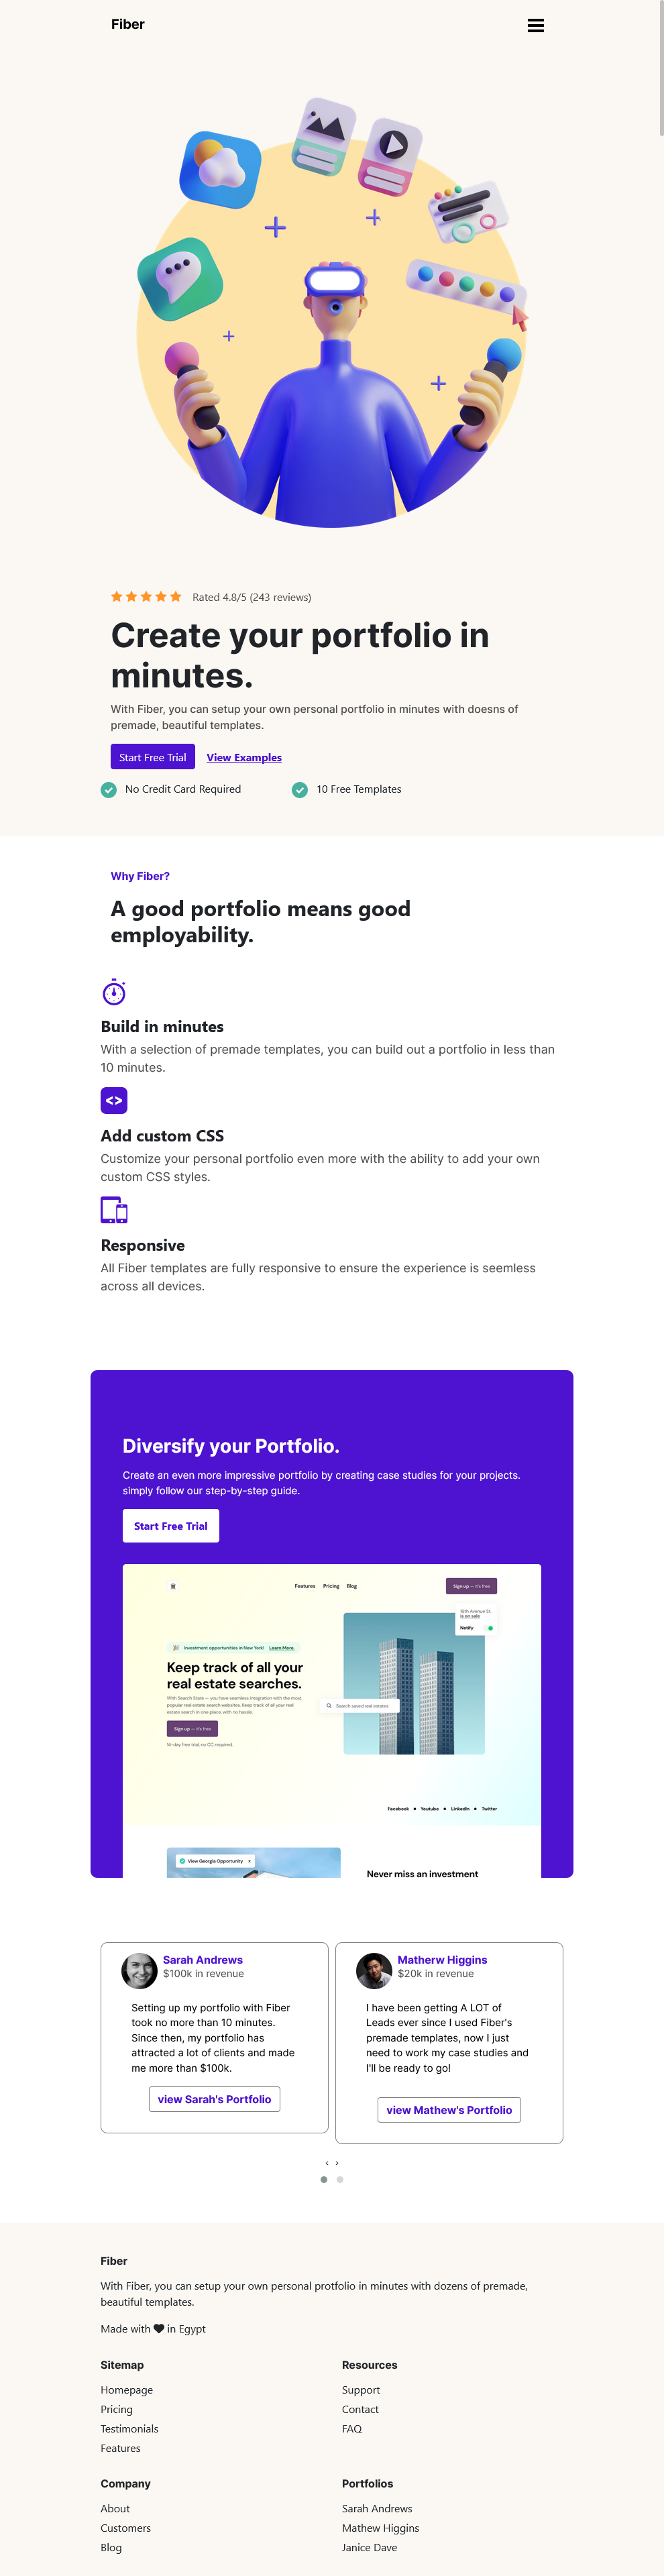 Fiber
Rated 4.8/5 (243 reviews)
Create your portfolio in
minutes.
With Fiber, you can setup your own personal portfolio in minutes with doesns of
premade, beautiful templates.
Start Free Trial
View Examples
No Credit Card Required
10 Free Templates
Why Fiber?
A good portfolio means good
employability.
Build in minutes
With a selection of premade templates, you can build out a portfolio in less than
10 minutes.
<>
Add custom CSS
Customize your personal portfolio even more with the ability to add your own
custom CSS styles.
Responsive
All Fiber templates are fully responsive to ensure the experience is seemless
across all devices.
Diversify your Portfolio.
Create an even more impressive portfolio by creating case studies for your projects.
simply follow our step-by-step guide.
Start Free Trial
Features Pricing Blog
Sign up — it's free
16th Avenue St.
is on sale
Notify
Investment opportunities in New York! Learn More.
Keep track of all your
real estate searches.
With Search State — you have seamless integration with the most
popular real estate search websites. Keep track of all your real
estate search in one place, with no hassle.
Search saved real estates
Sign up — it's free
14-day free trial, no CC required.
Facebook Youtube LinkedIn Twitter
View Georgia Opportunity
Never miss an investment
Sarah Andrews
$100k in revenue
Setting up my portfolio with Fiber
took no more than 10 minutes.
Since then, my portfolio has
attracted a lot of clients and made
me more than $100k.
view Sarah's Portfolio
Matherw Higgins
$20k in revenue
I have been getting A LOT of
Leads ever since I used Fiber's
premade templates, now I just
need to work my case studies and
I'll be ready to go!
view Mathew's Portfolio
‹ ›
Fiber
With Fiber, you can setup your own personal protfolio in minutes with dozens of premade,
beautiful templates.
Made with ♥ in Egypt
Sitemap
Homepage
Pricing
Testimonials
Features
Resources
Support
Contact
FAQ
Company
About
Customers
Blog
Portfolios
Sarah Andrews
Mathew Higgins
Janice Dave